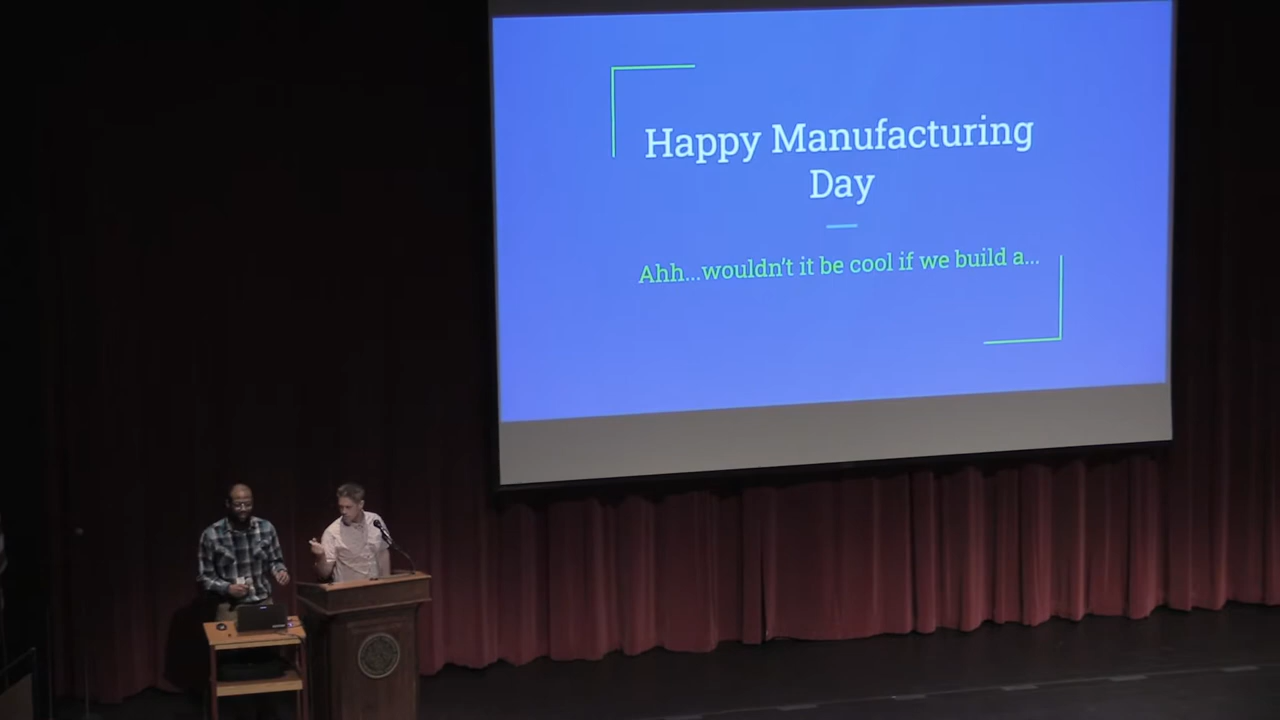 Happy Manufacturing
Day
Ahh...wouldn't it be cool if we build a...